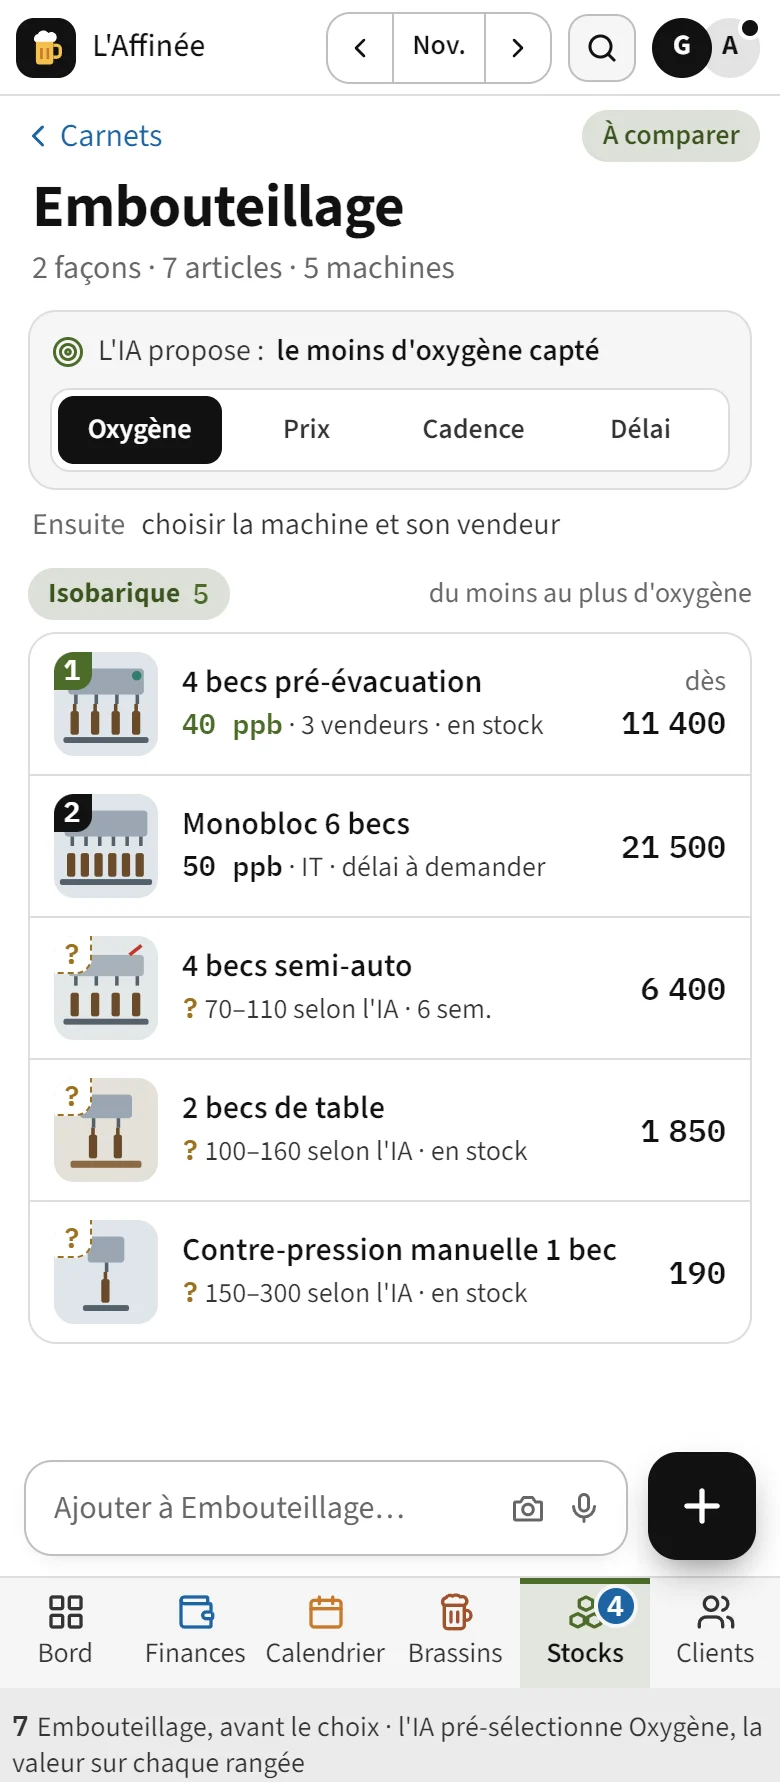 L'Affinée
Nov.
G
A
Carnets
À comparer
Embouteillage
2 façons · 7 articles · 5 machines
L'IA propose : le moins d'oxygène capté
Oxygène
Prix
Cadence
Délai
Ensuite choisir la machine et son vendeur
Isobarique 5
du moins au plus d'oxygène
1
4 becs pré-évacuation
dès
40 ppb · 3 vendeurs · en stock
11 400
2
Monobloc 6 becs
50 ppb · IT · délai à demander
21 500
?
4 becs semi-auto
? 70–110 selon l'IA · 6 sem.
6 400
?
2 becs de table
? 100–160 selon l'IA · en stock
1 850
?
Contre-pression manuelle 1 bec
? 150–300 selon l'IA · en stock
190
Ajouter à Embouteillage...
+
Bord
Finances
Calendrier
Brassins
4
Stocks
Clients
7 Embouteillage, avant le choix · l'IA pré-sélectionne Oxygène, la
valeur sur chaque rangée